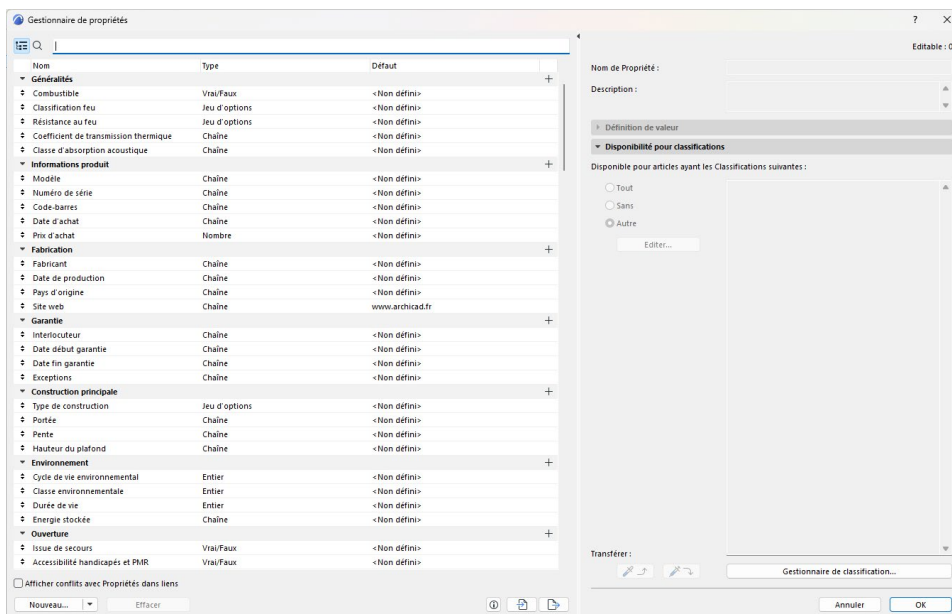 Gestionnaire de propriétés
?
Editable : 0
Nom Type Défaut
Généralités
Combustible Vrai/Faux <Non défini>
Classification feu Jeu d'options <Non défini>
Résistance au feu Jeu d'options <Non défini>
Coefficient de transmission thermique Chaîne <Non défini>
Classe d'absorption acoustique Chaîne <Non défini>
Informations produit
Modèle Chaîne <Non défini>
Numéro de série Chaîne <Non défini>
Code-barres Chaîne <Non défini>
Date d'achat Chaîne <Non défini>
Prix d'achat Nombre <Non défini>
Fabrication
Fabricant Chaîne <Non défini>
Date de production Chaîne <Non défini>
Pays d'origine Chaîne <Non défini>
Site web Chaîne www.archicad.fr
Garantie
Interlocuteur Chaîne <Non défini>
Date début garantie Chaîne <Non défini>
Date fin garantie Chaîne <Non défini>
Exceptions Chaîne <Non défini>
Construction principale
Type de construction Jeu d'options <Non défini>
Portée Chaîne <Non défini>
Pente Chaîne <Non défini>
Hauteur du plafond Chaîne <Non défini>
Environnement
Cycle de vie environnemental Entier <Non défini>
Classe environnementale Entier <Non défini>
Durée de vie Entier <Non défini>
Energie stockée Chaîne <Non défini>
Ouverture
Issue de secours Vrai/Faux <Non défini>
Accessibilité handicapés et PMR Vrai/Faux <Non défini>
Afficher conflits avec Propriétés dans liens
Nouveau... Effacer
Nom de Propriété :
Description :
Définition de valeur
Disponibilité pour classifications
Disponible pour articles ayant les Classifications suivantes :
Tout
Sans
Autre
Editer...
Transférer :
Gestionnaire de classification...
Annuler OK